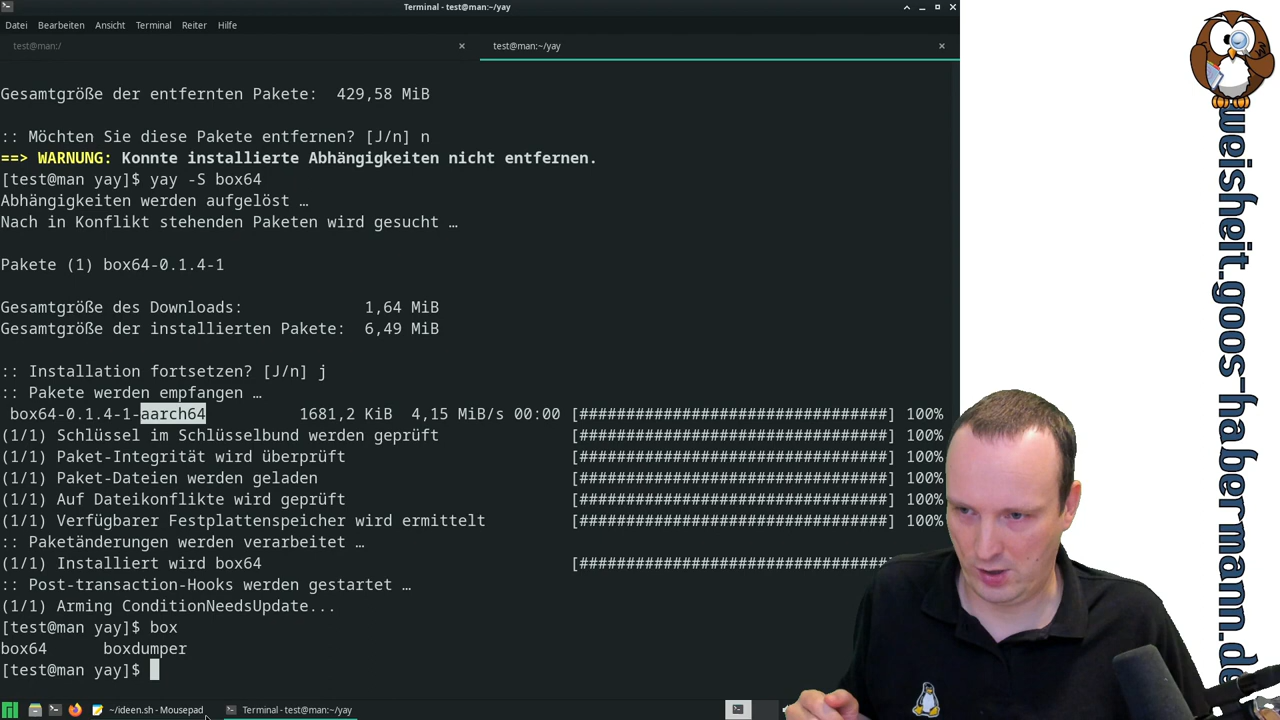 Terminal - test@man:~/yay
Datei Bearbeiten Ansicht Terminal Reiter Hilfe
test@man:/
test@man:~/yay
Gesamtgröße der entfernten Pakete:  429,58 MiB
:: Möchten Sie diese Pakete entfernen? [J/n] n
==> WARNUNG: Konnte installierte Abhängigkeiten nicht entfernen.
[test@man yay]$ yay -S box64
Abhängigkeiten werden aufgelöst …
Nach in Konflikt stehenden Paketen wird gesucht …
Pakete (1) box64-0.1.4-1
Gesamtgröße des Downloads:  1,64 MiB
Gesamtgröße der installierten Pakete:  6,49 MiB
:: Installation fortsetzen? [J/n] j
:: Pakete werden empfangen …
box64-0.1.4-1-aarch64  1681,2 KiB  4,15 MiB/s 00:00 [#############################] 100%
(1/1) Schlüssel im Schlüsselbund werden geprüft [#############################] 100%
(1/1) Paket-Integrität wird überprüft [#############################] 100%
(1/1) Paket-Dateien werden geladen [#############################] 100%
(1/1) Auf Dateikonflikte wird geprüft [#############################] 100%
(1/1) Verfügbarer Festplattenspeicher wird ermittelt [#############################] 100%
:: Paketänderungen werden verarbeitet …
(1/1) Installiert wird box64 [#############################
:: Post-transaction-Hooks werden gestartet …
(1/1) Arming ConditionNeedsUpdate...
[test@man yay]$ box
box64 boxdumper
[test@man yay]$
~/ideen.sh - Mousepad
Terminal - test@man:~/yay
weisheit.goos-habermann.de